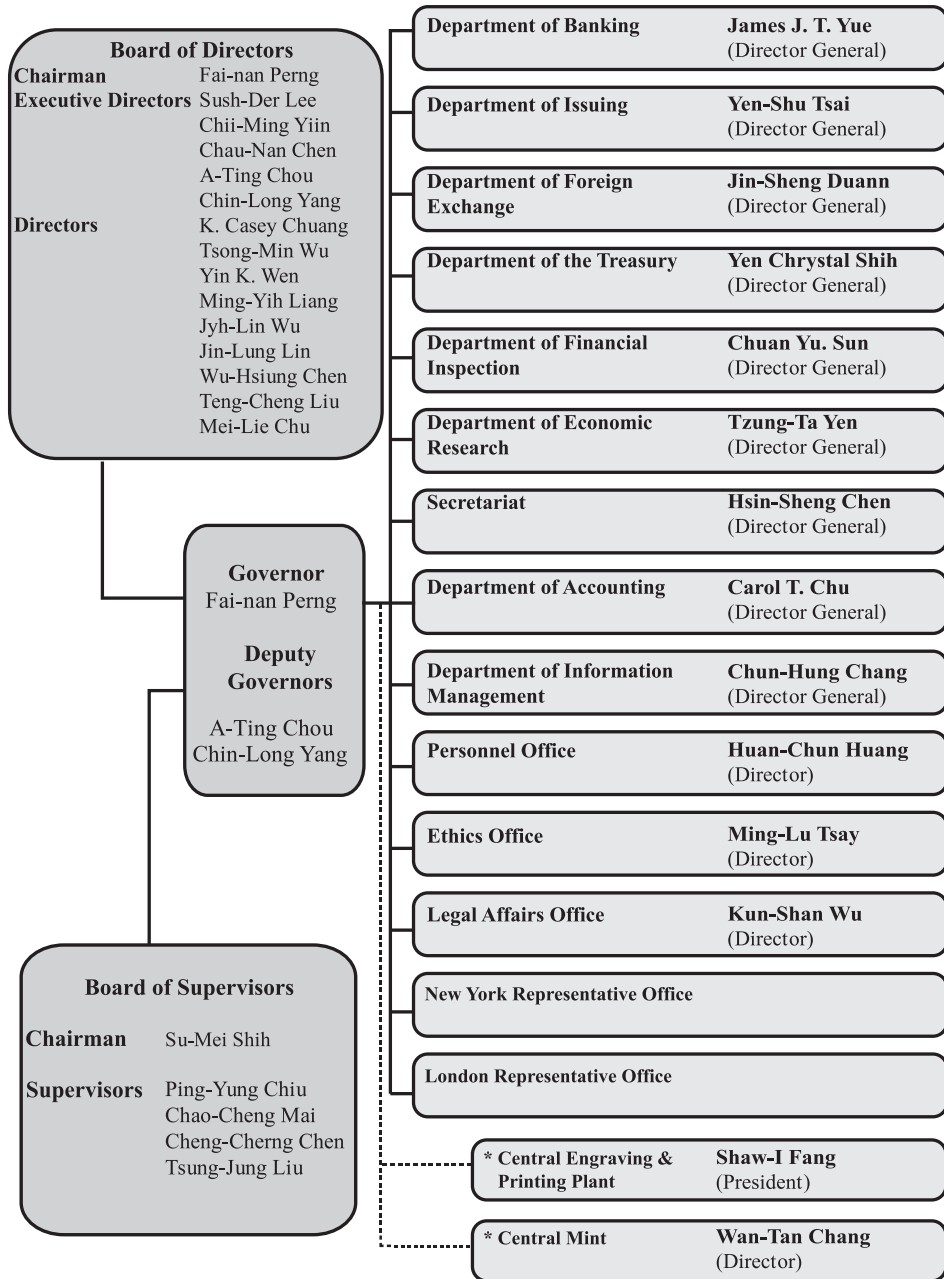 Board of Directors
Chairman Fai-nan Perng
Executive Directors Sush-Der Lee
Chii-Ming Yiin
Chau-Nan Chen
A-Ting Chou
Chin-Long Yang
Directors K. Casey Chuang
Tsong-Min Wu
Yin K. Wen
Ming-Yih Liang
Jyh-Lin Wu
Jin-Lung Lin
Wu-Hsiung Chen
Teng-Cheng Liu
Mei-Lie Chu
Governor
Fai-nan Perng
Deputy
Governors
A-Ting Chou
Chin-Long Yang
Board of Supervisors
Chairman Su-Mei Shih
Supervisors Ping-Yung Chiu
Chao-Cheng Mai
Cheng-Cherng Chen
Tsung-Jung Liu
Department of Banking James J. T. Yue
(Director General)
Department of Issuing Yen-Shu Tsai
(Director General)
Department of Foreign Jin-Sheng Duann
Exchange (Director General)
Department of the Treasury Yen Chrystal Shih
(Director General)
Department of Financial Chuan Yu. Sun
Inspection (Director General)
Department of Economic Tzung-Ta Yen
Research (Director General)
Secretariat Hsin-Sheng Chen
(Director General)
Department of Accounting Carol T. Chu
(Director General)
Department of Information Chun-Hung Chang
Management (Director General)
Personnel Office Huan-Chun Huang
(Director)
Ethics Office Ming-Lu Tsay
(Director)
Legal Affairs Office Kun-Shan Wu
(Director)
New York Representative Office
London Representative Office
* Central Engraving & Shaw-I Fang
Printing Plant (President)
* Central Mint Wan-Tan Chang
(Director)